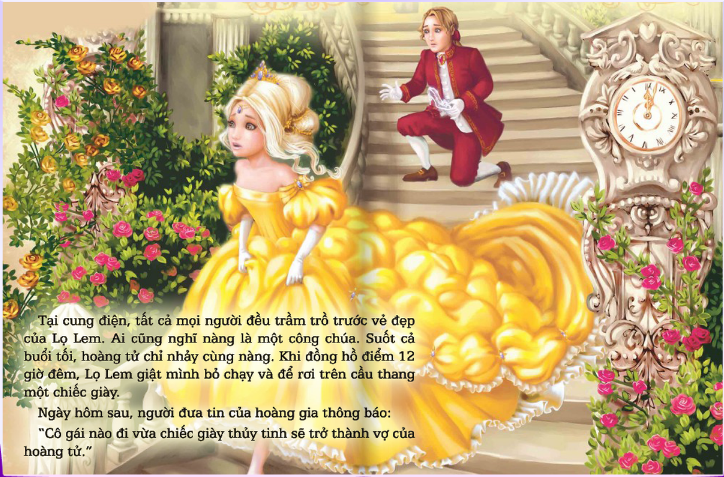 Tại cung điện, tất cả mọi người đều trầm trồ trước vẻ đẹp
của Lọ Lem. Ai cũng nghĩ nàng là một công chúa. Suốt cả
buổi tối, hoàng tử chỉ nhảy cùng nàng. Khi đồng hồ điểm 12
giờ đêm, Lọ Lem giật mình bỏ chạy và để rơi trên cầu thang
một chiếc giày.
Ngày hôm sau, người đưa tin của hoàng gia thông báo:
“Cô gái nào đi vừa chiếc giày thủy tinh sẽ trở thành vợ của
hoàng tử.”